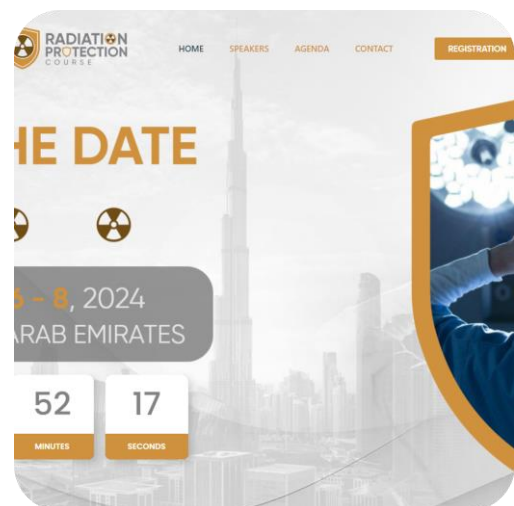 RADIATION
PROTECTION
COURSE
HOME SPEAKERS AGENDA CONTACT REGISTRATION
HE DATE
6 - 8, 2024
ARAB EMIRATES
52 17
MINUTES SECONDS